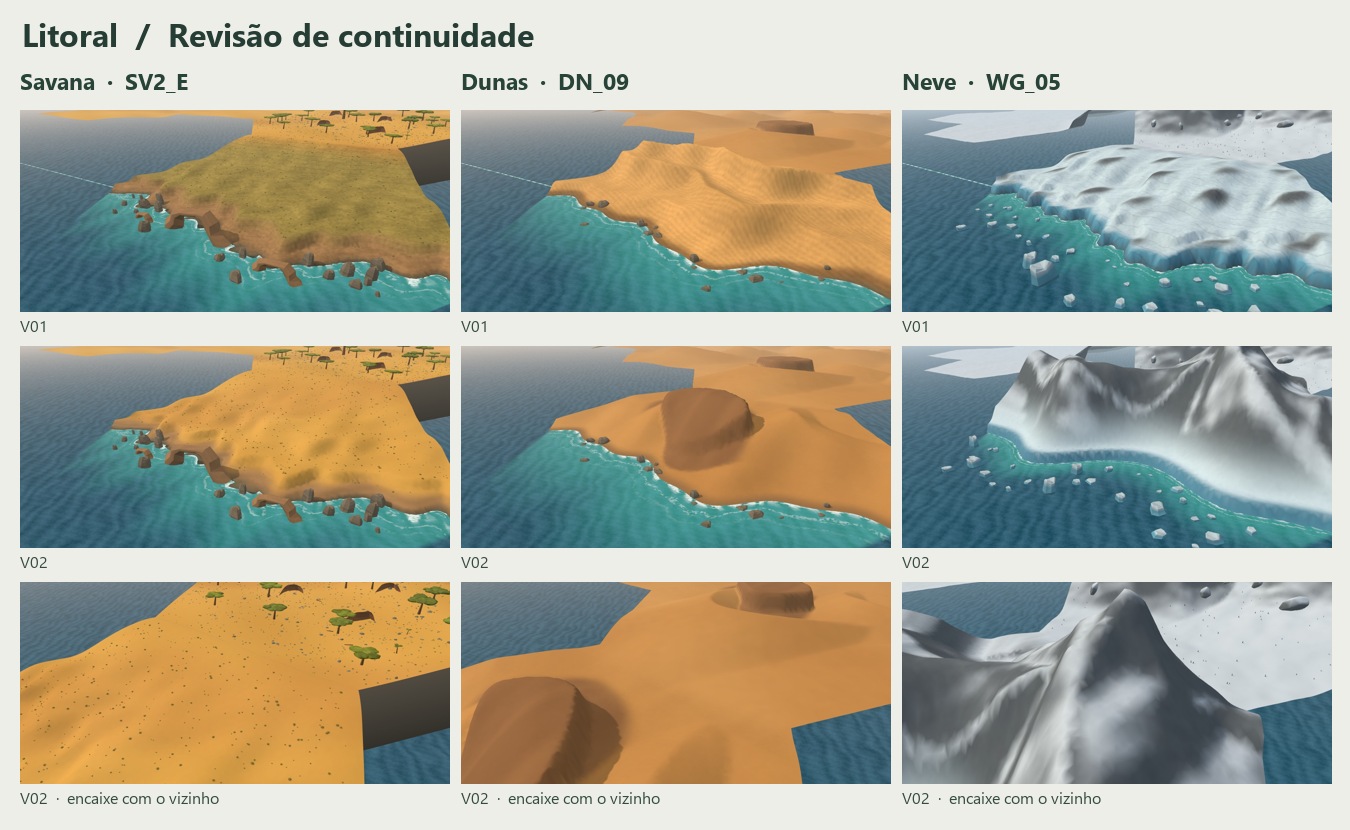 Litoral / Revisão de continuidade
Savana · SV2_E
Dunas · DN_09
Neve · WG_05
V01
V01
V01
V02
V02
V02
V02 · encaixe com o vizinho
V02 · encaixe com o vizinho
V02 · encaixe com o vizinho